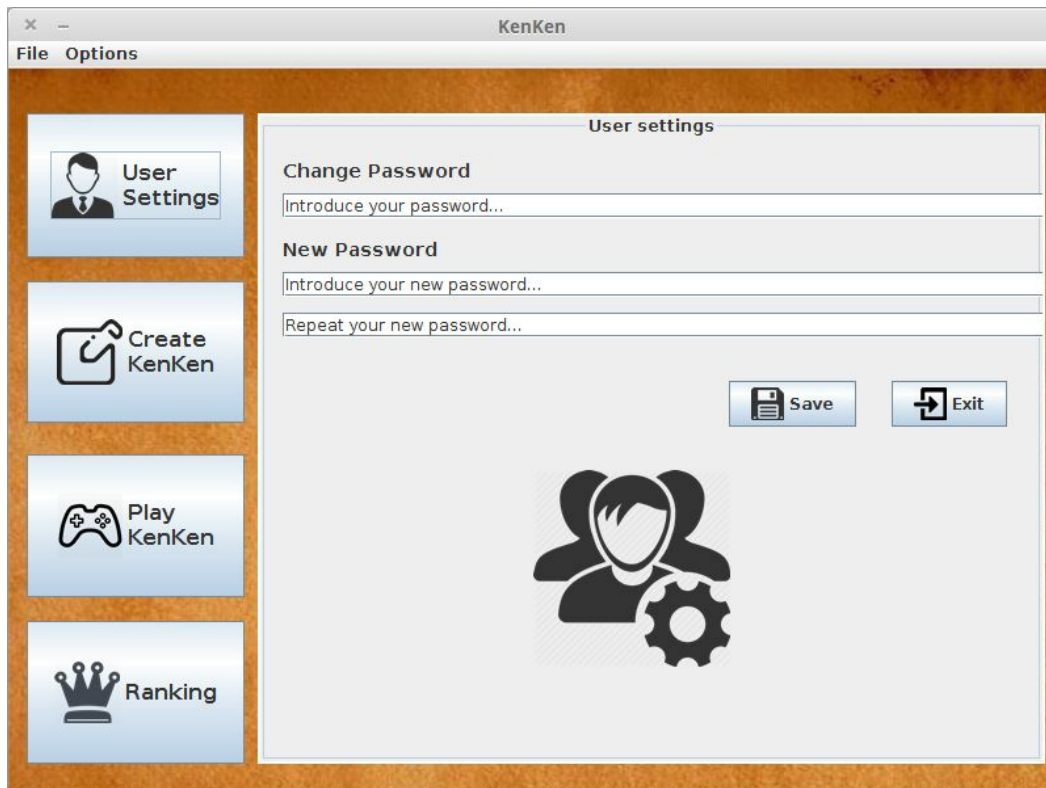 KenKen
File Options
User settings
User
Settings
Change Password
Introduce your password...
New Password
Introduce your new password...
Repeat your new password...
Create
KenKen
Save
Exit
Play
KenKen
Ranking